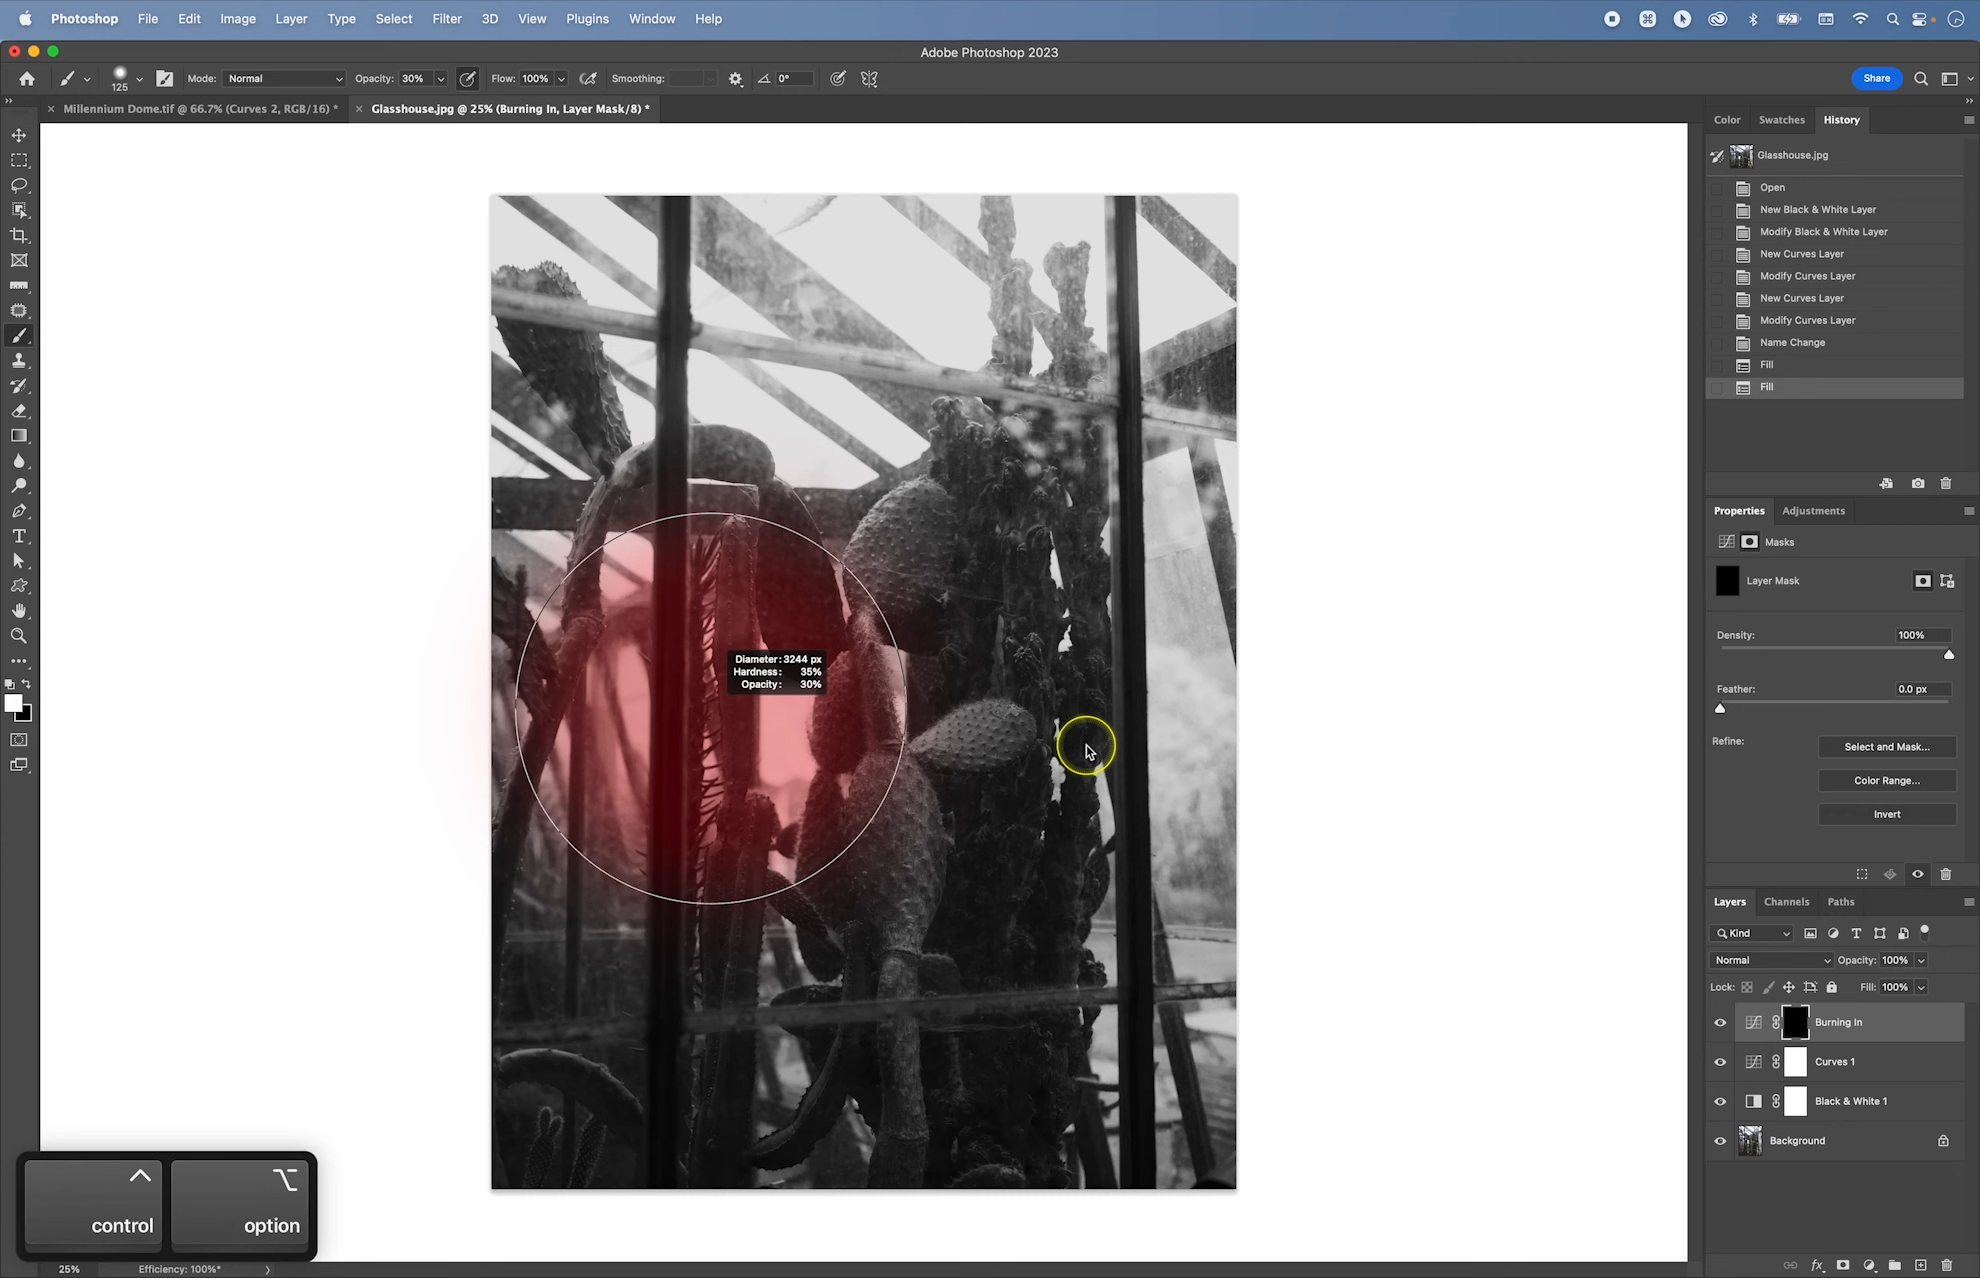 Photoshop File Edit Image Layer Type Select Filter 3D View Plugins Window Help
Adobe Photoshop 2023
125 Mode: Normal Opacity: 30% Flow: 100% Smoothing: 0° Share
Millennium Dome.tif @ 66.7% (Curves 2, RGB/16) *
Glasshouse.jpg @ 25% (Burning In, Layer Mask/8) *
Color Swatches History
Glasshouse.jpg
Open
New Black & White Layer
Modify Black & White Layer
New Curves Layer
Modify Curves Layer
New Curves Layer
Modify Curves Layer
Name Change
Fill
Fill
Properties Adjustments
Masks
Layer Mask
Density: 100%
Feather: 0.0 px
Refine: Select and Mask...
Color Range...
Invert
Diameter: 3244 px
Hardness: 35%
Opacity: 30%
Layers Channels Paths
Kind
Normal Opacity: 100%
Lock: Fill: 100%
Burning In
Curves 1
Black & White 1
Background
control option
25% Efficiency: 100%*